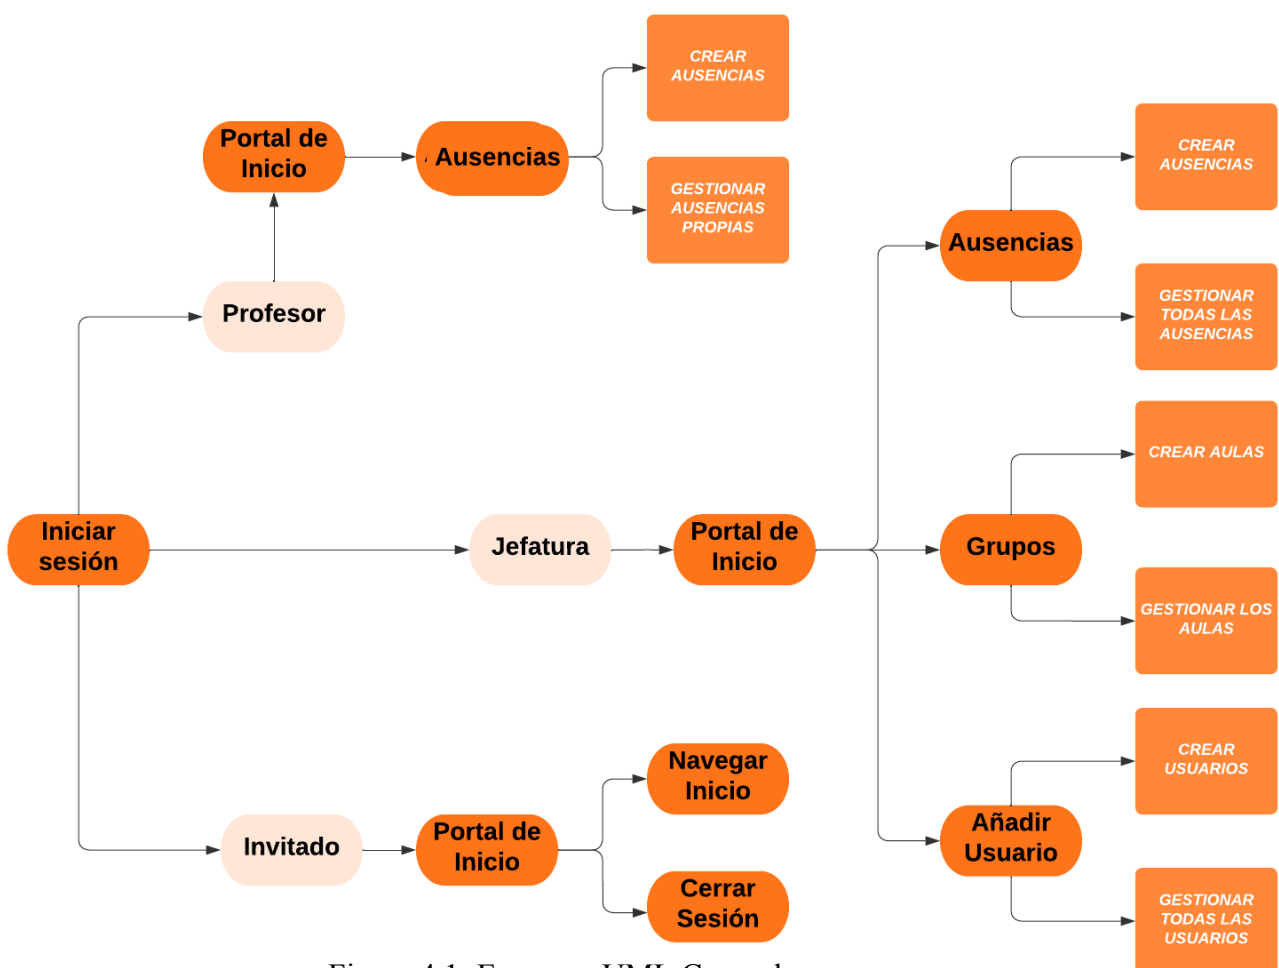 CREAR
AUSENCIAS
Portal de
Inicio
Ausencias
GESTIONAR
AUSENCIAS
PROPIAS
Profesor
CREAR
AUSENCIAS
Ausencias
GESTIONAR
TODAS LAS
AUSENCIAS
Iniciar
sesión
Jefatura
Portal de
Inicio
CREAR AULAS
Grupos
GESTIONAR LOS
AULAS
Invitado
Portal de
Inicio
Navegar
Inicio
Cerrar
Sesión
CREAR
USUARIOS
Añadir
Usuario
GESTIONAR
TODAS LAS
USUARIOS